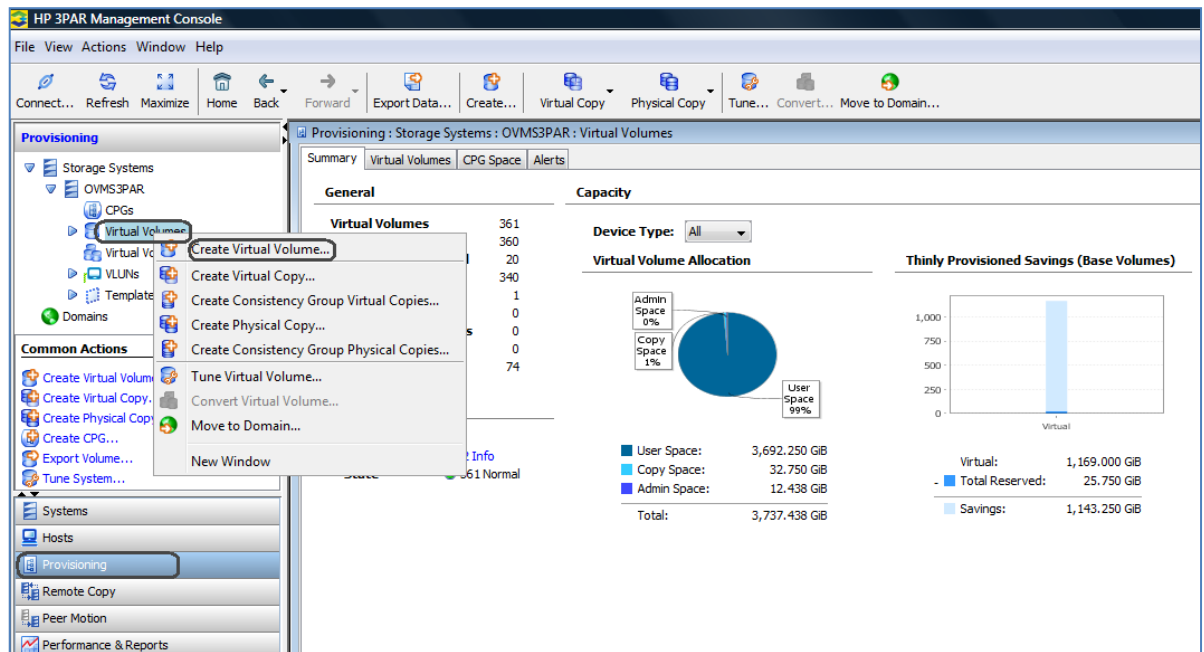 HP 3PAR Management Console
File View Actions Window Help
Connect... Refresh Maximize Home Back Forward Export Data... Create... Virtual Copy Physical Copy Tune... Convert... Move to Domain...
Provisioning
Storage Systems
OVMS3PAR
CPGs
Virtual Volumes
Virtual
VLUNs
Template
Domains
Common Actions
Create Virtual
Create Virtual Copy.
Create Physical
Create CPG...
Export Volume...
Tune System...
Systems
Hosts
Provisioning
Remote Copy
Peer Motion
Performance & Reports
Create Virtual Volume...
Create Virtual Copy...
Create Consistency Group Virtual Copies...
Create Physical Copy...
Create Consistency Group Physical Copies...
Tune Virtual Volume...
Convert Virtual Volume...
Move to Domain...
New Window
Provisioning : Storage Systems : OVMS3PAR : Virtual Volumes
Summary Virtual Volumes CPG Space Alerts
General
Virtual Volumes 361
360
20
340
1
0
0
0
74
Info
State 361 Normal
Capacity
Device Type: All
Virtual Volume Allocation
Admin
Space
0%
Copy
Space
1%
User
Space
99%
User Space: 3,692.250 GiB
Copy Space: 32.750 GiB
Admin Space: 12.438 GiB
Total: 3,737.438 GiB
Thinly Provisioned Savings (Base Volumes)
1,000
750
500
250
0
Virtual
Virtual: 1,169.000 GiB
- Total Reserved: 25.750 GiB
Savings: 1,143.250 GiB